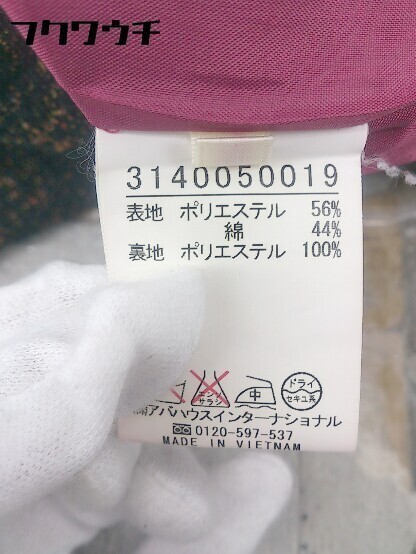 フクワウチ
3140050019
表地 ポリエステル 56%
綿 44%
裏地 ポリエステル 100%
エンソ サラシ 中 ドライ セキユ系
㈱アバハウスインターナショナル
0120-597-537
MADE IN VIETNAM